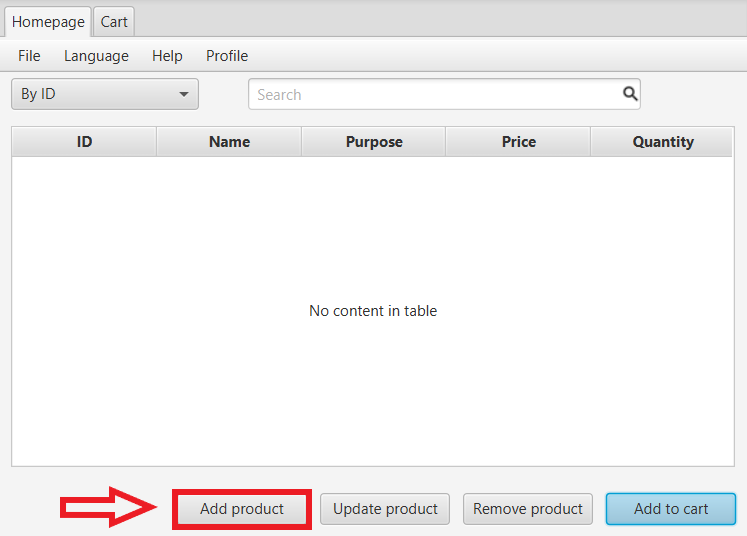 Homepage Cart
File Language Help Profile
By ID Search
ID Name Purpose Price Quantity
No content in table
Add product Update product Remove product Add to cart